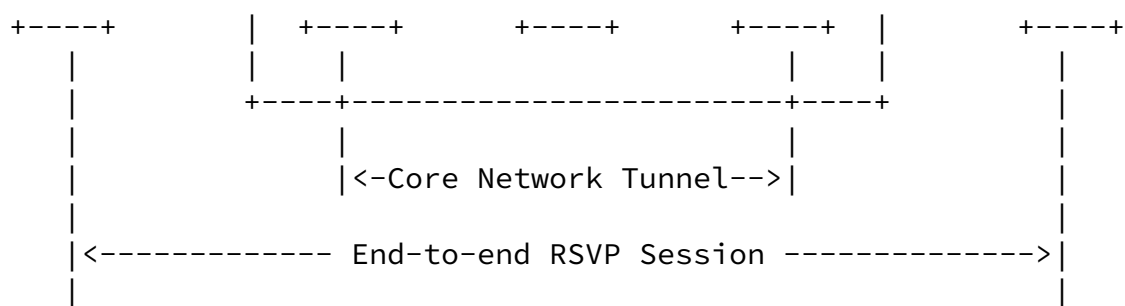 +----+        |  +----+      +----+      +----+  |        +----+
   |          |    |                        |    |           |
   |          +----+------------------------+----+           |
   |               |                        |                |
   |               |<-Core Network Tunnel-->|                |
   |                                                         |
   |<------------- End-to-end RSVP Session ------------->|
   |                                                         |